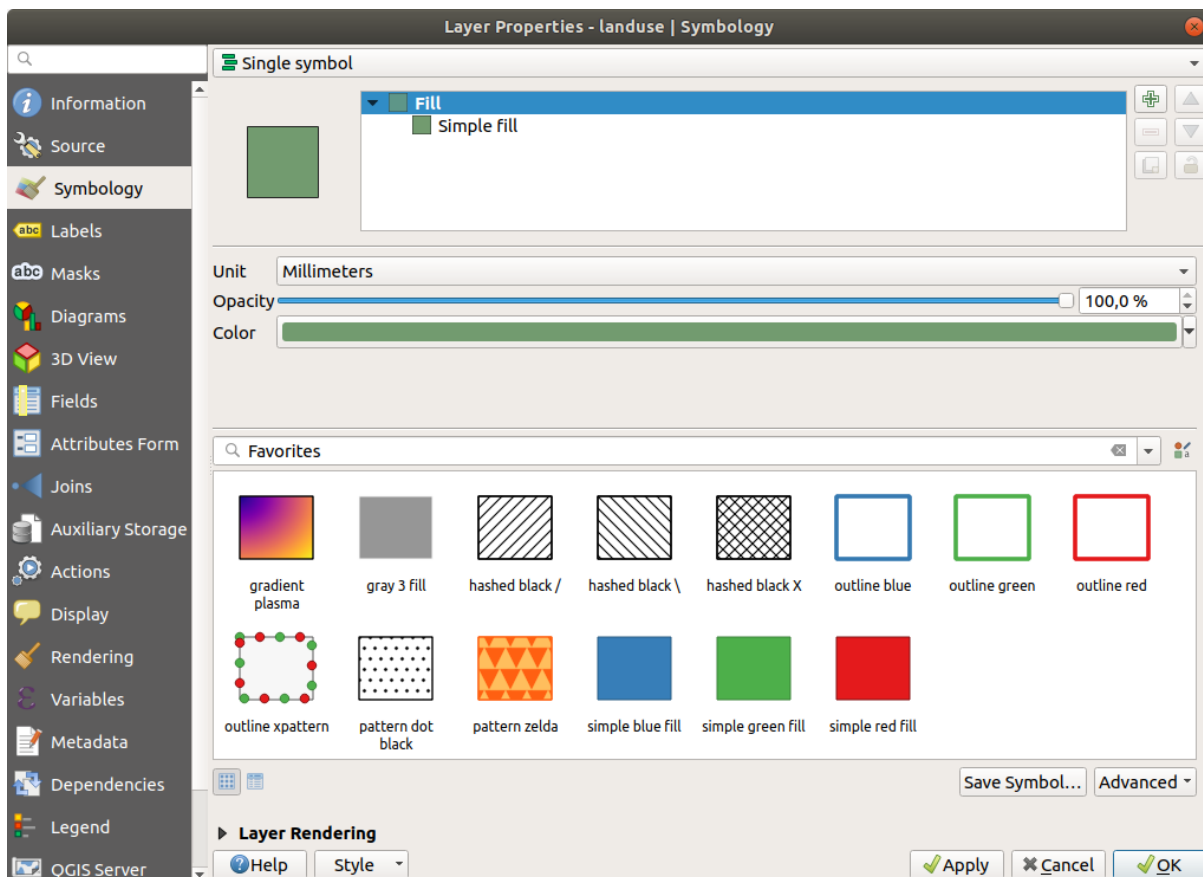 Layer Properties - landuse | Symbology
Single symbol
Information
Source
Symbology
Labels
Masks
Diagrams
3D View
Fields
Attributes Form
Joins
Auxiliary Storage
Actions
Display
Rendering
Variables
Metadata
Dependencies
Legend
QGIS Server
Fill
Simple fill
Unit Millimeters
Opacity 100,0 %
Color
Favorites
gradient plasma
gray 3 fill
hashed black /
hashed black \
hashed black X
outline blue
outline green
outline red
outline xpattern
pattern dot black
pattern zelda
simple blue fill
simple green fill
simple red fill
Save Symbol...
Advanced
Layer Rendering
Help
Style
Apply
Cancel
OK